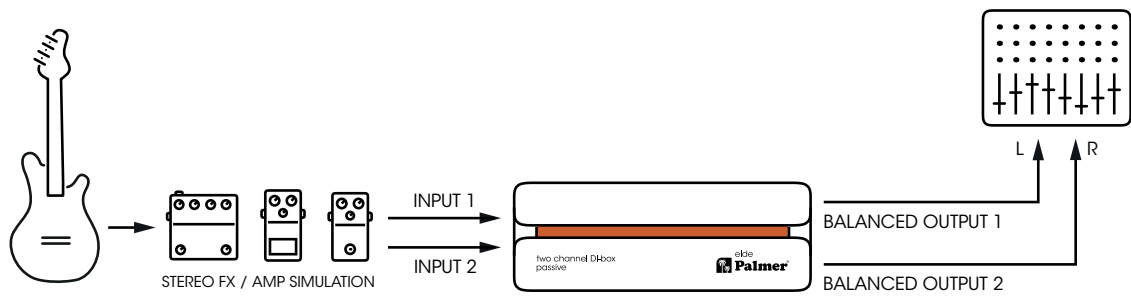 L
R
INPUT 1
BALANCED OUTPUT 1
two channel DI-box
passive
elde
Palmer®
INPUT 2
STEREO FX / AMP SIMULATION
BALANCED OUTPUT 2